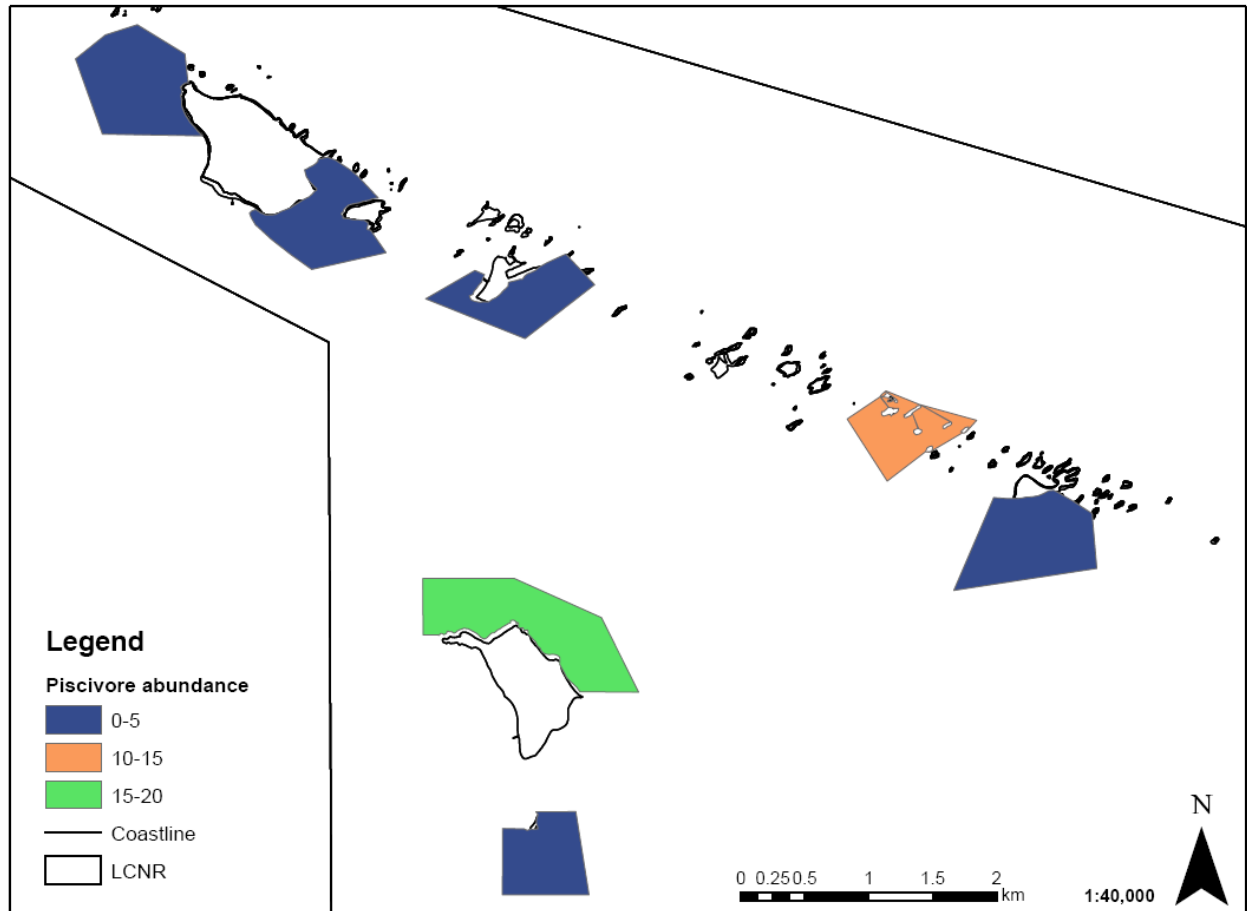 Legend
Piscivore abundance
0-5
10-15
15-20
Coastline
LCNR
N
0 0.25 0.5 1 1.5 2
km
1:40,000